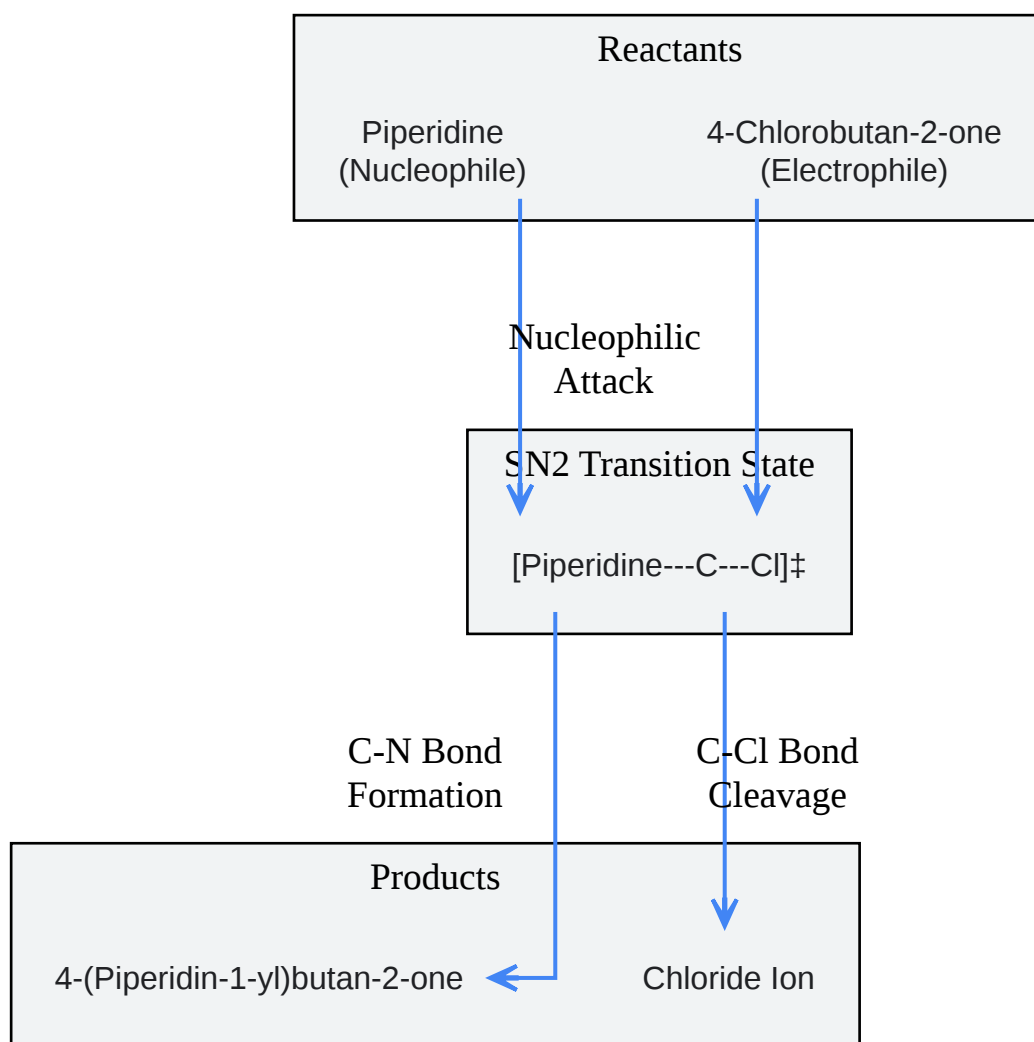 Reactants
Piperidine
(Nucleophile)
4-Chlorobutan-2-one
(Electrophile)
Nucleophilic
Attack
SN2 Transition State
[Piperidine---C---Cl]‡
C-N Bond
Formation
C-Cl Bond
Cleavage
Products
4-(Piperidin-1-yl)butan-2-one
Chloride Ion